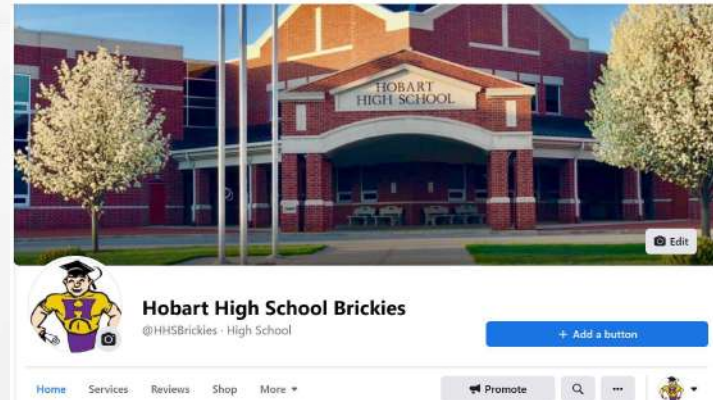 HOBART
HIGH SCHOOL
Edit
Hobart High School Brickies
@HHSBrickies · High School
+ Add a button
Home Services Reviews Shop More
Promote
H